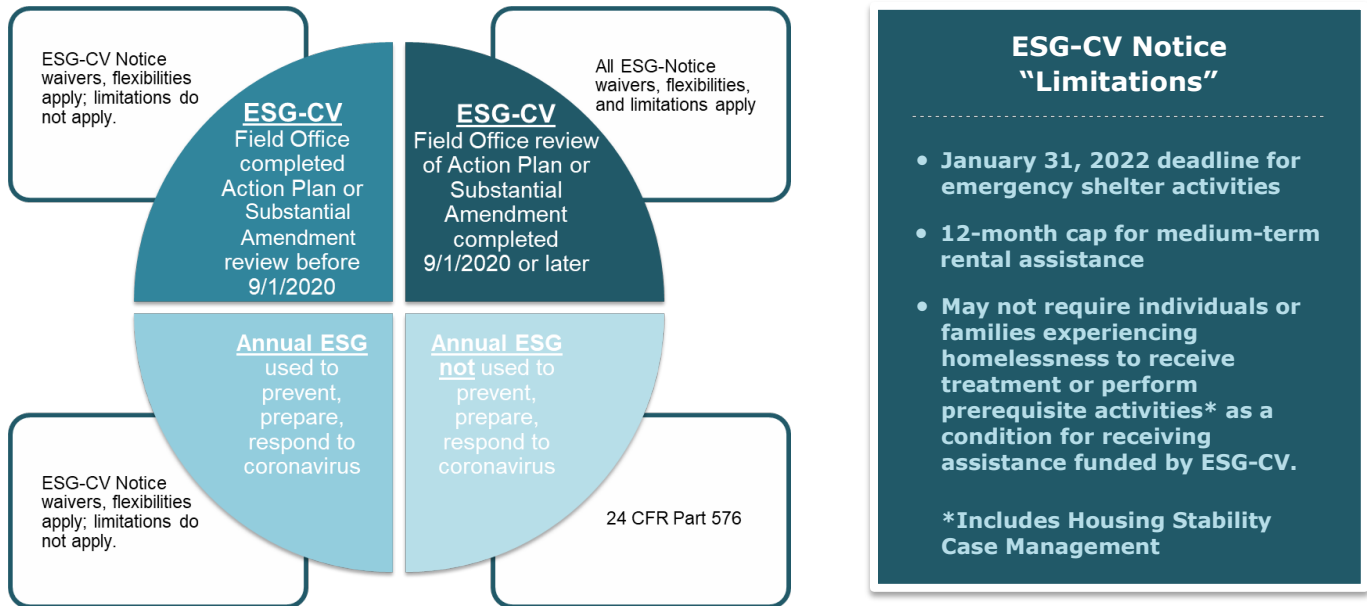 ESG-CV Notice
waivers, flexibilities
apply; limitations do
not apply.
ESG-CV
Field Office
completed
Action Plan or
Substantial
Amendment
review before
9/1/2020
ESG-CV
Field Office review
of Action Plan or
Substantial
Amendment
completed
9/1/2020 or later
All ESG-Notice
waivers, flexibilities,
and limitations apply
ESG-CV Notice
waivers, flexibilities
apply; limitations do
not apply.
Annual ESG
used to
prevent,
prepare,
respond to
coronavirus
Annual ESG
not used to
prevent,
prepare,
respond to
coronavirus
24 CFR Part 576
ESG-CV Notice
“Limitations”
• January 31, 2022 deadline for
emergency shelter activities
• 12-month cap for medium-term
rental assistance
• May not require individuals or
families experiencing
homelessness to receive
treatment or perform
prerequisite activities* as a
condition for receiving
assistance funded by ESG-CV.
*Includes Housing Stability
Case Management